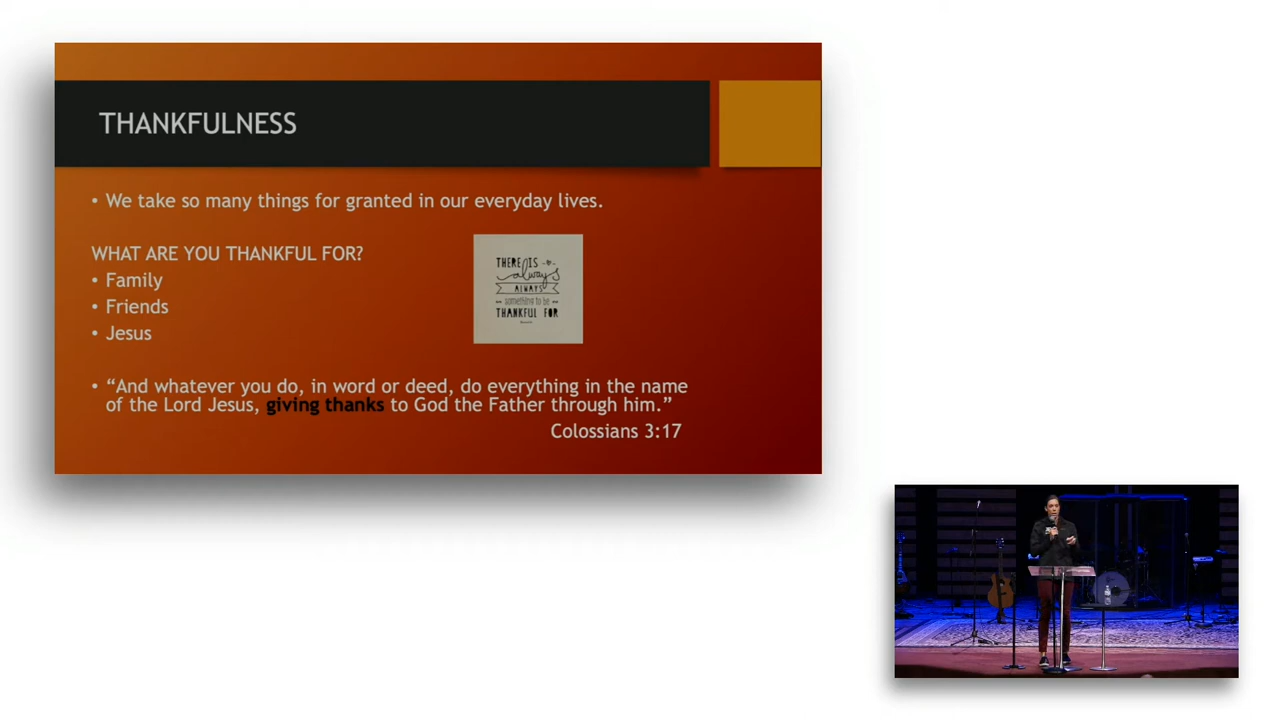 THANKFULNESS
• We take so many things for granted in our everyday lives.
WHAT ARE YOU THANKFUL FOR?
• Family
• Friends
• Jesus
THERE IS
always
ALWAYS
something to be
THANKFUL FOR
• “And whatever you do, in word or deed, do everything in the name
of the Lord Jesus, giving thanks to God the Father through him.”
Colossians 3:17